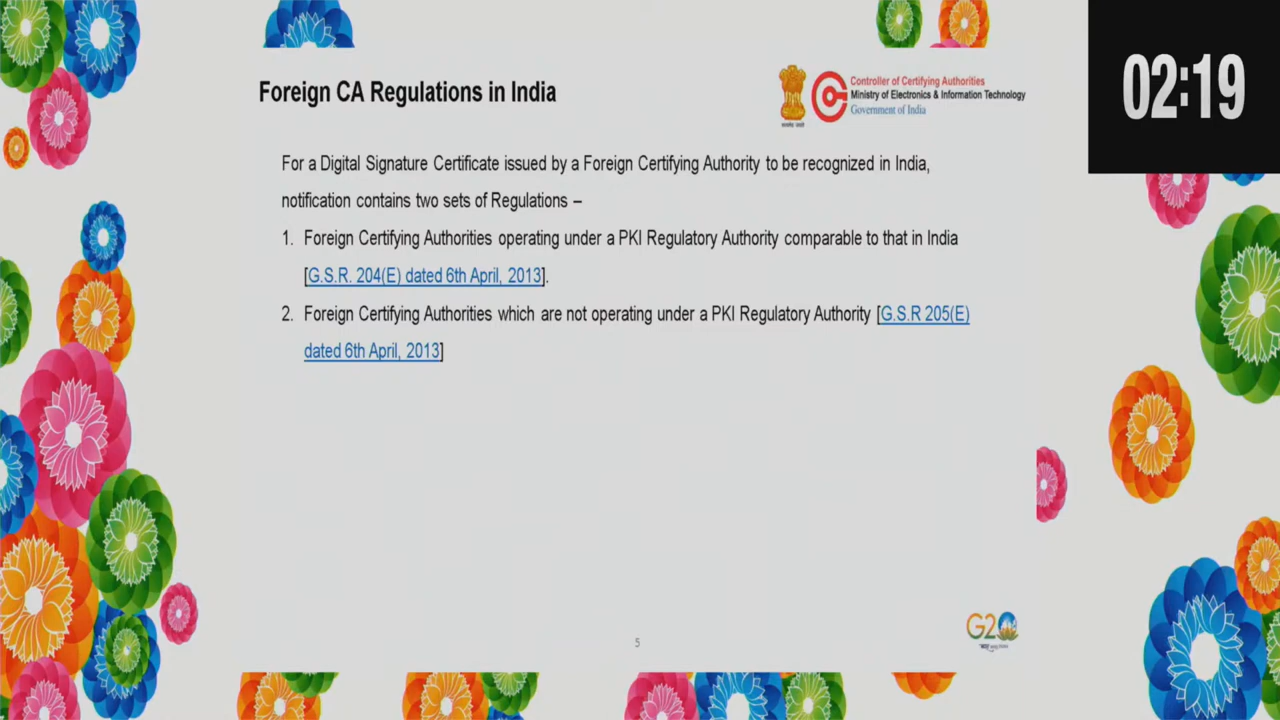 02:19
Foreign CA Regulations in India
Controller of Certifying Authorities
Ministry of Electronics & Information Technology
Government of India
For a Digital Signature Certificate issued by a Foreign Certifying Authority to be recognized in India,
notification contains two sets of Regulations –
1. Foreign Certifying Authorities operating under a PKI Regulatory Authority comparable to that in India
[G.S.R. 204(E) dated 6th April, 2013].
2. Foreign Certifying Authorities which are not operating under a PKI Regulatory Authority [G.S.R 205(E)
dated 6th April, 2013]
5
G20